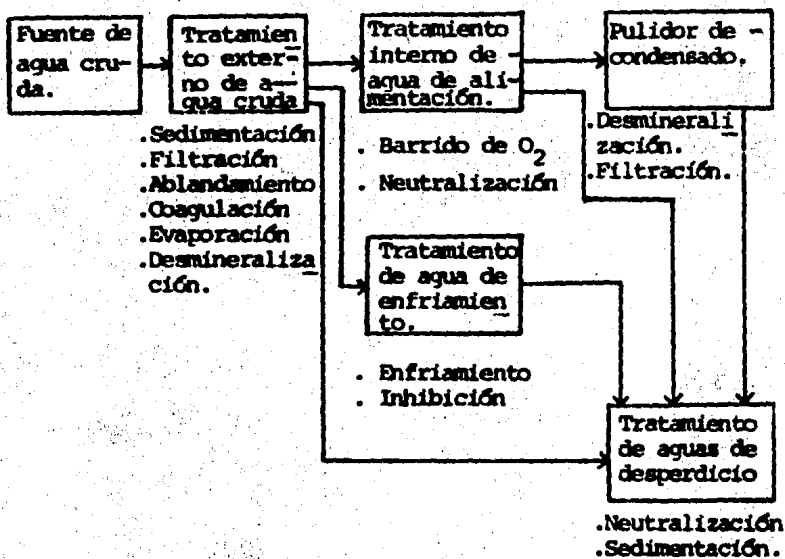 Fuente de
agua cru-
da.
Tratamien
to exter-
no de a-
gua cruda
.Sedimentación
.Filtración
.Ablandamiento
.Coagulación
.Evaporación
.Desmineraliza
ción.
Tratamiento
interno de -
agua de ali-
mentación.
. Barrido de O2
. Neutralización
Pulidor de -
condensado.
.Desminerali
zación.
.Filtración.
Tratamiento
de agua de
enfriamien
to.
. Enfriamiento
. Inhibición
Tratamiento
de aguas de
desperdicio
.Neutralización
.Sedimentación.